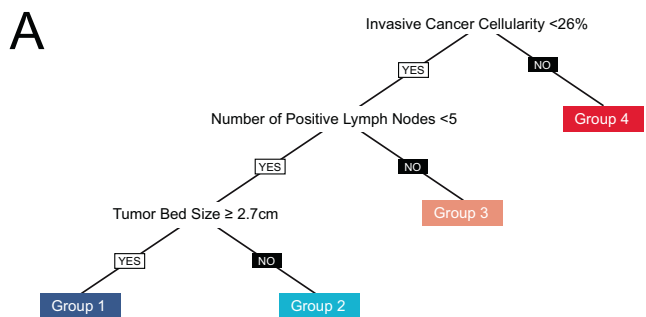 A
Invasive Cancer Cellularity <26%
YES
NO
Number of Positive Lymph Nodes <5
Group 4
YES
NO
Tumor Bed Size ≥ 2.7cm
Group 3
YES
NO
Group 1
Group 2